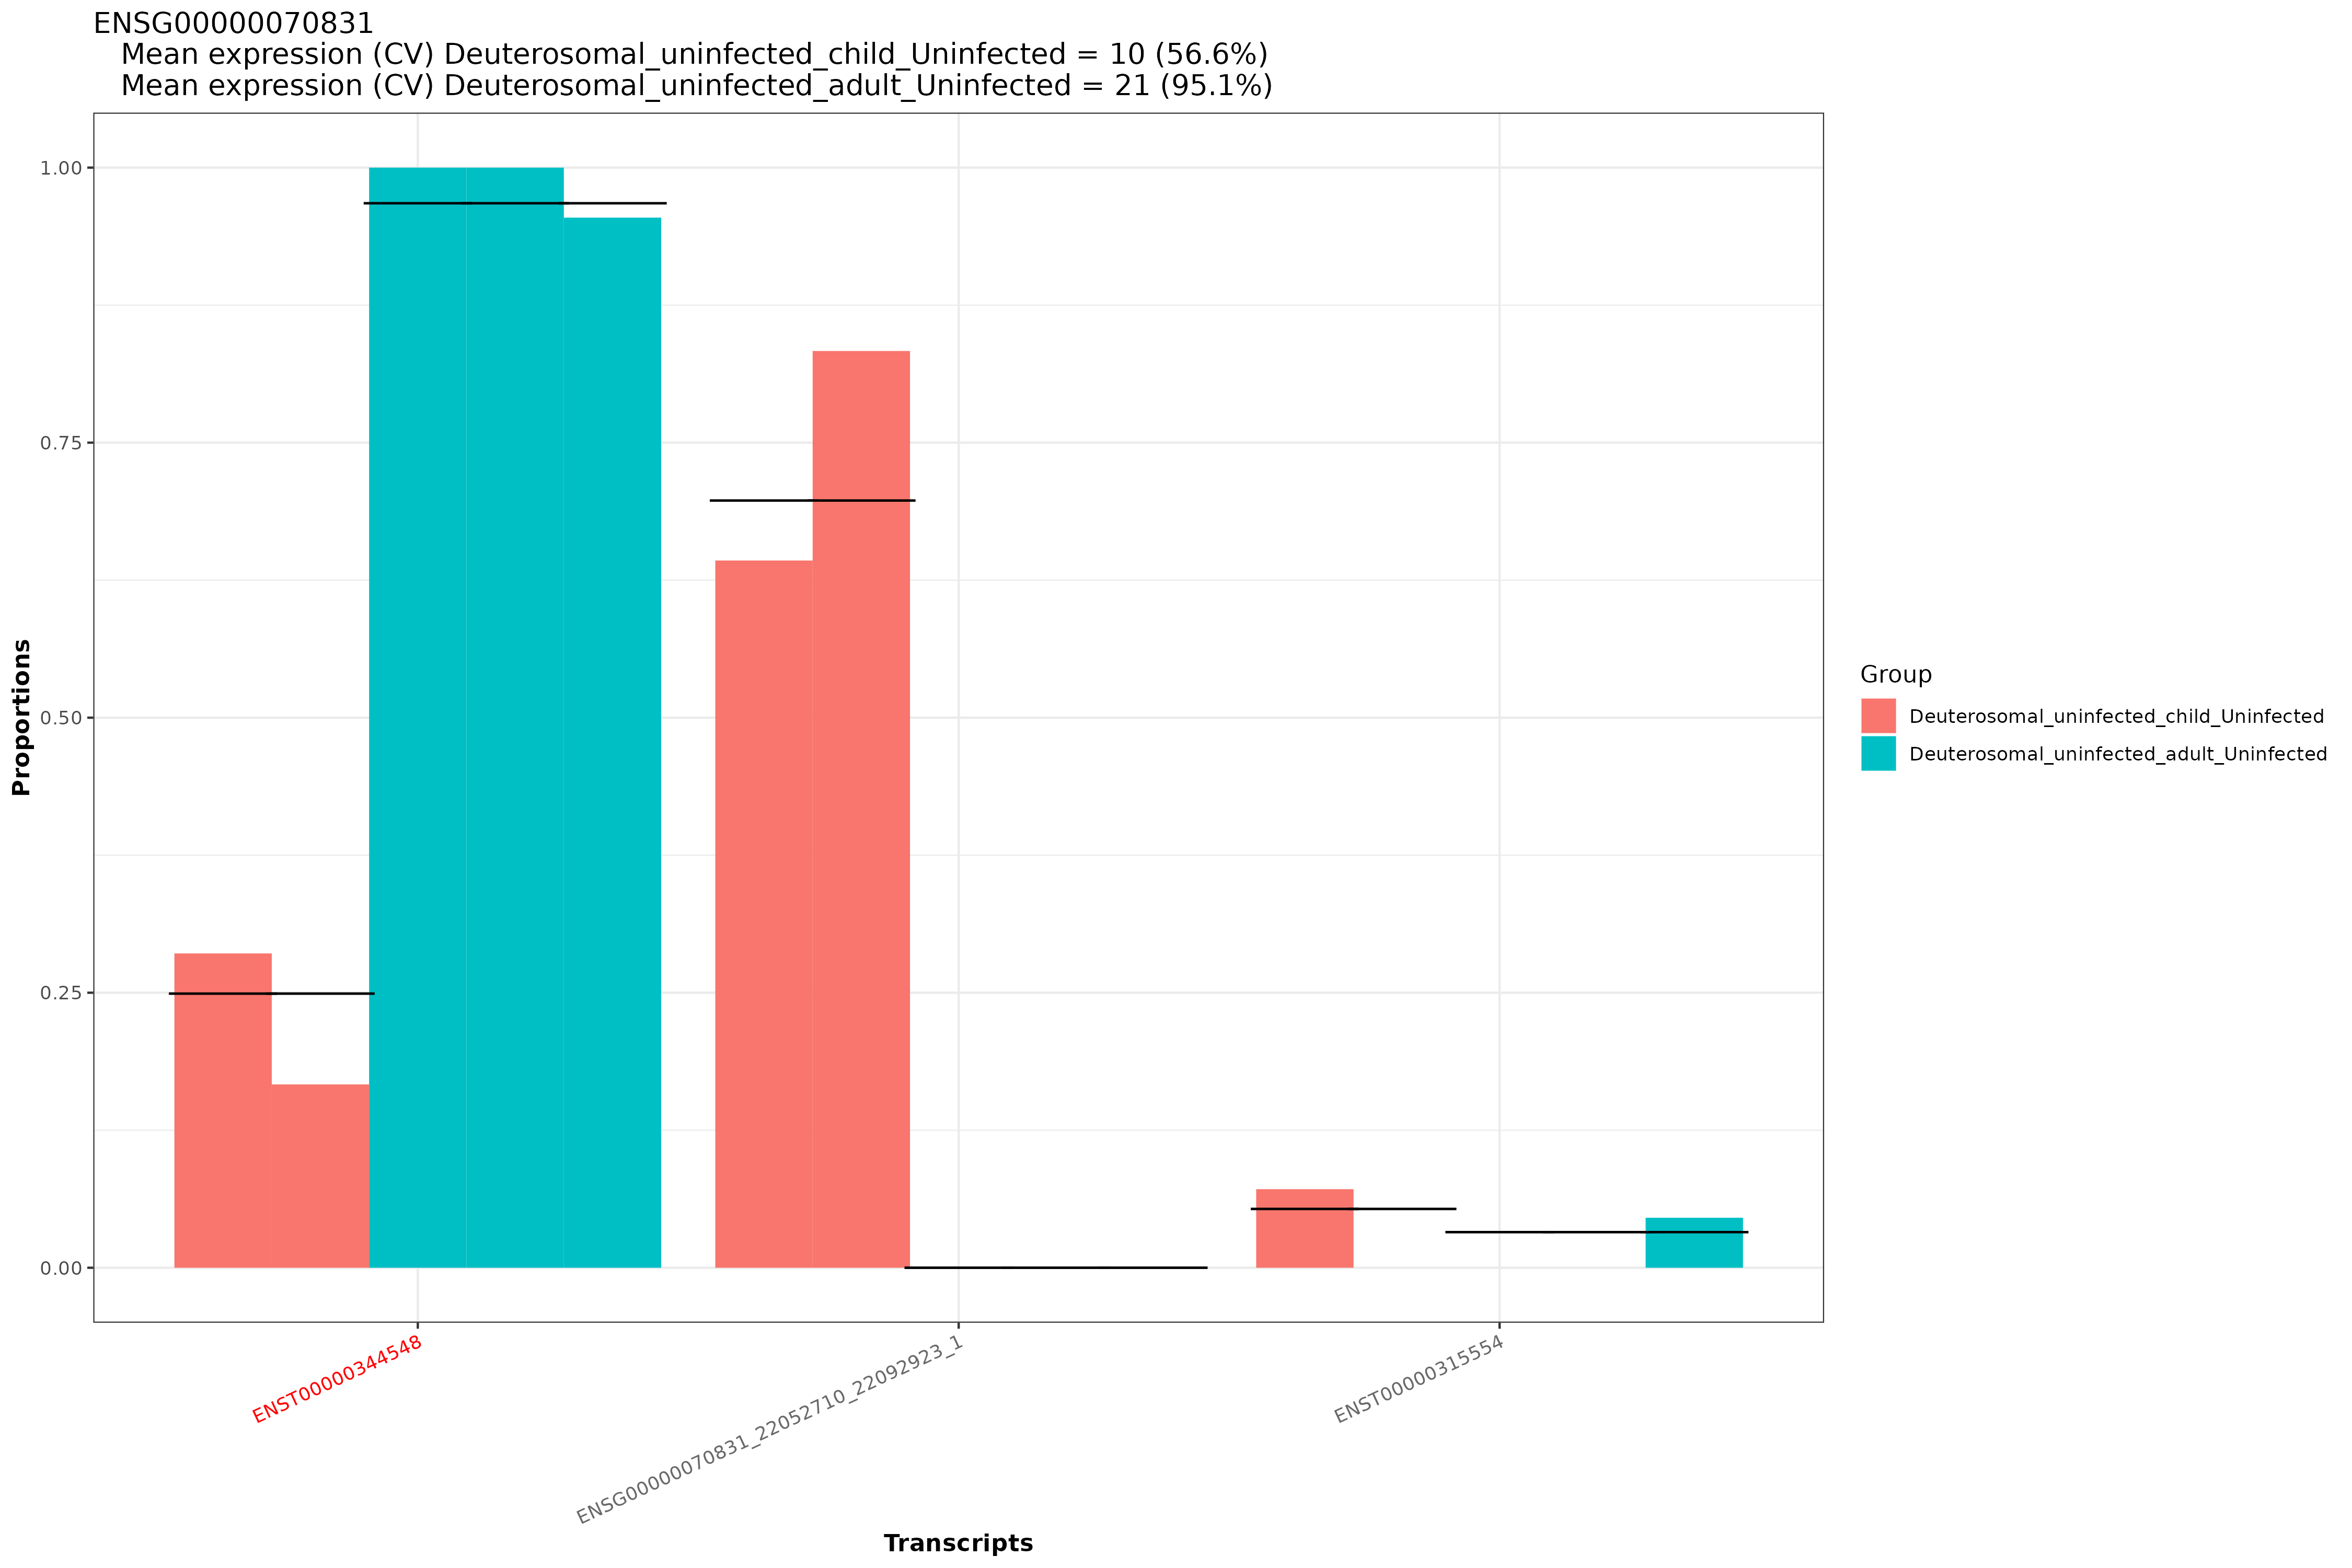 ENSG00000070831
Mean expression (CV) Deuterosomal_uninfected_child_Uninfected = 10 (56.6%)
Mean expression (CV) Deuterosomal_uninfected_adult_Uninfected = 21 (95.1%)
Proportions
1.00
0.75
0.50
0.25
0.00
ENST00000344548
ENSG00000070831_22052710_22092923_1
ENST00000315554
Transcripts
Group
Deuterosomal_uninfected_child_Uninfected
Deuterosomal_uninfected_adult_Uninfected